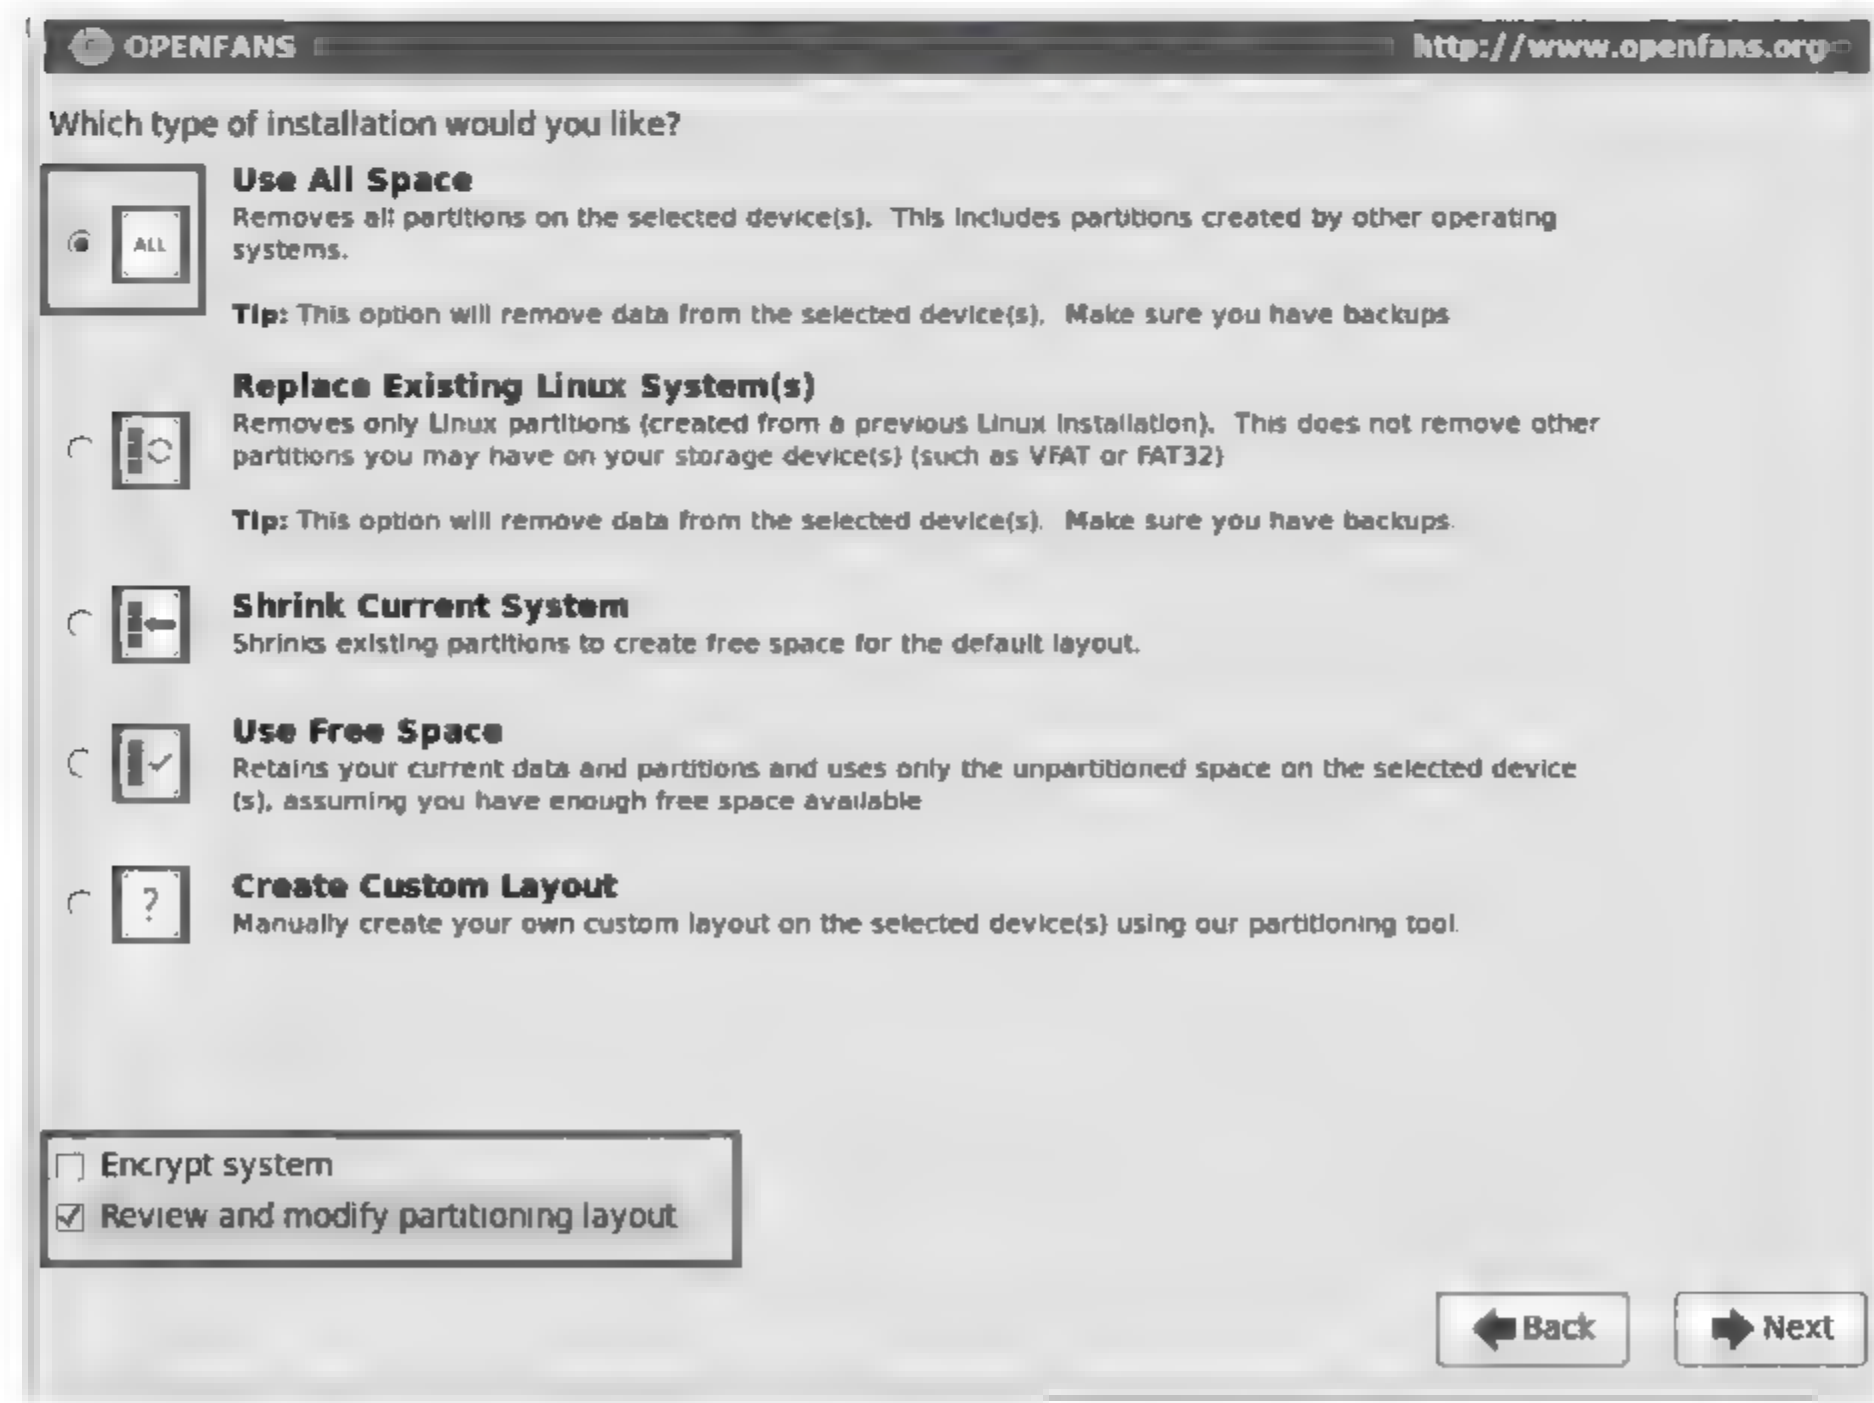 OPENFANS http://www.openfans.org
Which type of installation would you like?
Use All Space
Removes all partitions on the selected device(s). This includes partitions created by other operating
systems.
ALL
Tip: This option will remove data from the selected device(s). Make sure you have backups
Replace Existing Linux System(s)
Removes only Linux partitions (created from a previous Linux installation). This does not remove other
partitions you may have on your storage device(s) (such as VFAT or FAT32)
Tip: This option will remove data from the selected device(s). Make sure you have backups.
Shrink Current System
Shrinks existing partitions to create free space for the default layout.
Use Free Space
Retains your current data and partitions and uses only the unpartitioned space on the selected device
(s), assuming you have enough free space available
Create Custom Layout
?
Manually create your own custom layout on the selected device(s) using our partitioning tool.
Encrypt system
Review and modify partitioning layout
Back Next